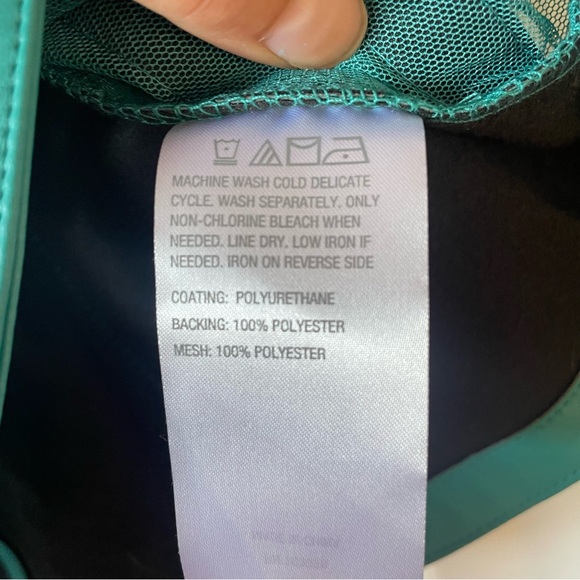 MACHINE WASH COLD DELICATE
CYCLE. WASH SEPARATELY. ONLY
NON-CHLORINE BLEACH WHEN
NEEDED. LINE DRY. LOW IRON IF
NEEDED. IRON ON REVERSE SIDE
COATING: POLYURETHANE
BACKING: 100% POLYESTER
MESH: 100% POLYESTER